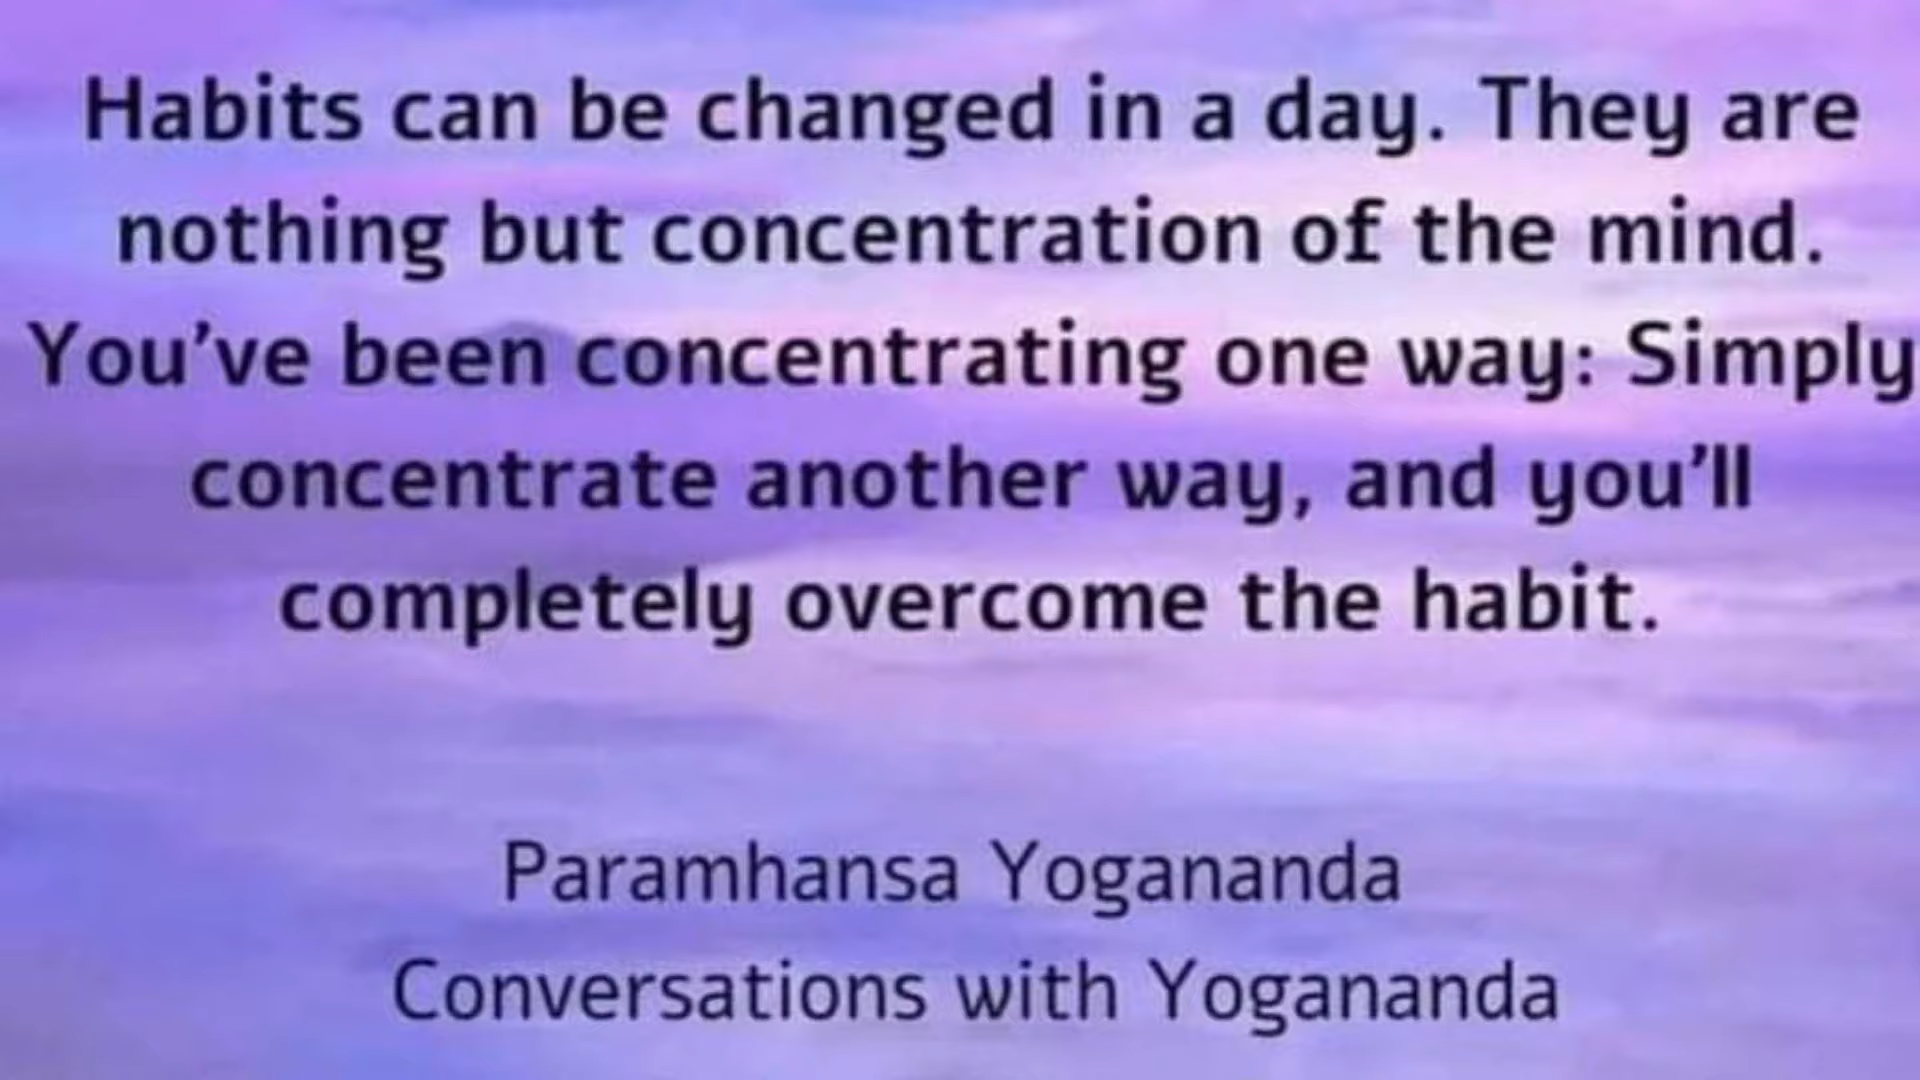 Habits can be changed in a day. They are
nothing but concentration of the mind.
You’ve been concentrating one way: Simply
concentrate another way, and you’ll
completely overcome the habit.
Paramhansa Yogananda
Conversations with Yogananda